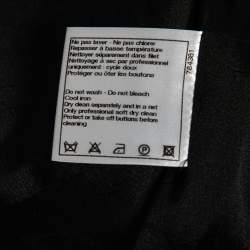 Ne pas laver - Ne pas chlorer
Repasser à basse température
Nettoyer séparément dans filet
Nettoyage à sec par professionnel
uniquement : cycle doux
Protéger ou ôter les boutons
Do not wash - Do not bleach
Cool iron
Dry clean separately and in a net
Only professional soft dry clean
Protect or take off buttons before
cleaning
784361